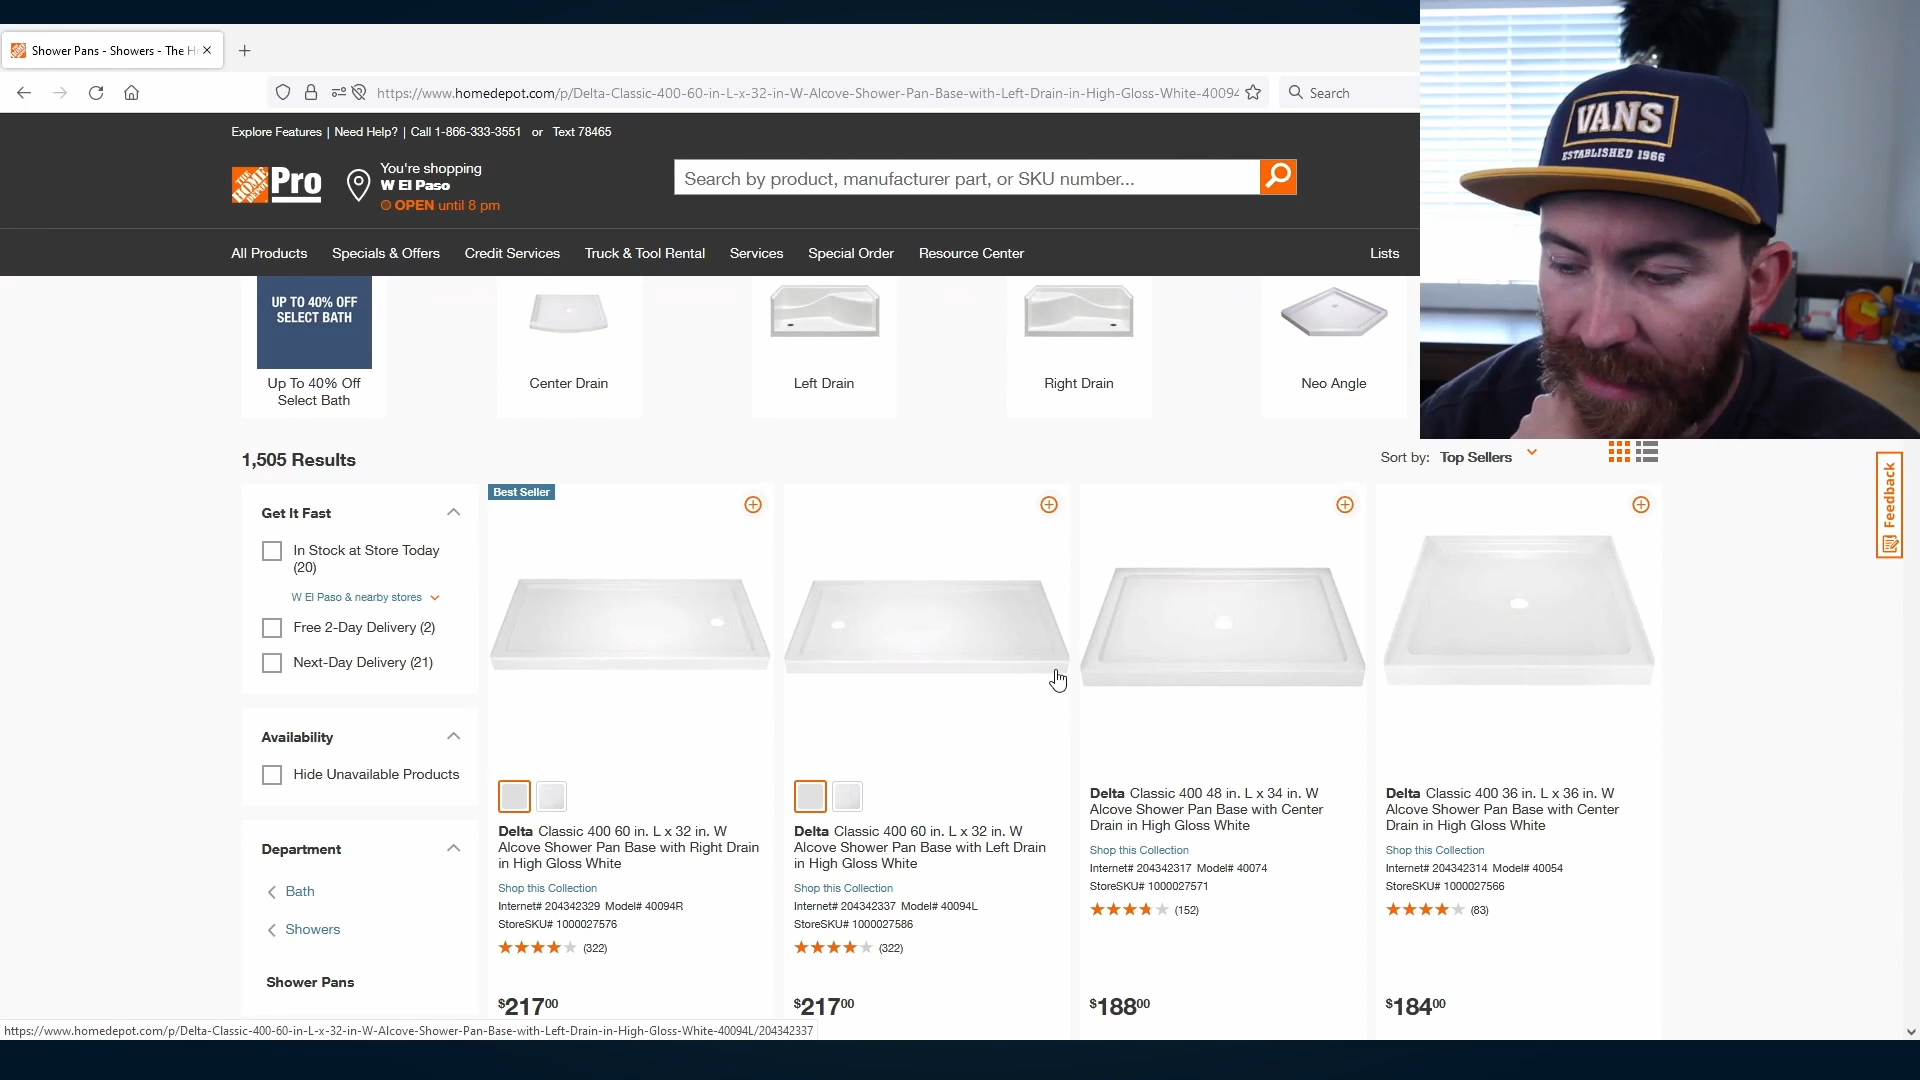 Shower Pans - Showers - The H
https://www.homedepot.com/p/Delta-Classic-400-60-in-L-x-32-in-W-Alcove-Shower-Pan-Base-with-Left-Drain-in-High-Gloss-White-40094
Search
Explore Features | Need Help? | Call 1-866-333-3551 or Text 78465
THE HOME DEPOT
Pro
You're shopping
W El Paso
OPEN until 8 pm
Search by product, manufacturer part, or SKU number...
All Products Specials & Offers Credit Services Truck & Tool Rental Services Special Order Resource Center Lists
VANS
ESTABLISHED 1966
UP TO 40% OFF
SELECT BATH
Up To 40% Off
Select Bath
Center Drain
Left Drain
Right Drain
Neo Angle
1,505 Results
Sort by: Top Sellers
Feedback
Get It Fast
In Stock at Store Today
(20)
W El Paso & nearby stores
Free 2-Day Delivery (2)
Next-Day Delivery (21)
Availability
Hide Unavailable Products
Department
Bath
Showers
Shower Pans
Best Seller
Delta Classic 400 60 in. L x 32 in. W
Alcove Shower Pan Base with Right Drain
in High Gloss White
Shop this Collection
Internet# 204342329 Model# 40094R
StoreSKU# 1000027576
(322)
$217 00
Delta Classic 400 60 in. L x 32 in. W
Alcove Shower Pan Base with Left Drain
in High Gloss White
Shop this Collection
Internet# 204342337 Model# 40094L
StoreSKU# 1000027586
(322)
$217 00
Delta Classic 400 48 in. L x 34 in. W
Alcove Shower Pan Base with Center
Drain in High Gloss White
Shop this Collection
Internet# 204342317 Model# 40074
StoreSKU# 1000027571
(152)
$188 00
Delta Classic 400 36 in. L x 36 in. W
Alcove Shower Pan Base with Center
Drain in High Gloss White
Shop this Collection
Internet# 204342314 Model# 40054
StoreSKU# 1000027566
(83)
$184 00
https://www.homedepot.com/p/Delta-Classic-400-60-in-L-x-32-in-W-Alcove-Shower-Pan-Base-with-Left-Drain-in-High-Gloss-White-40094L/204342337